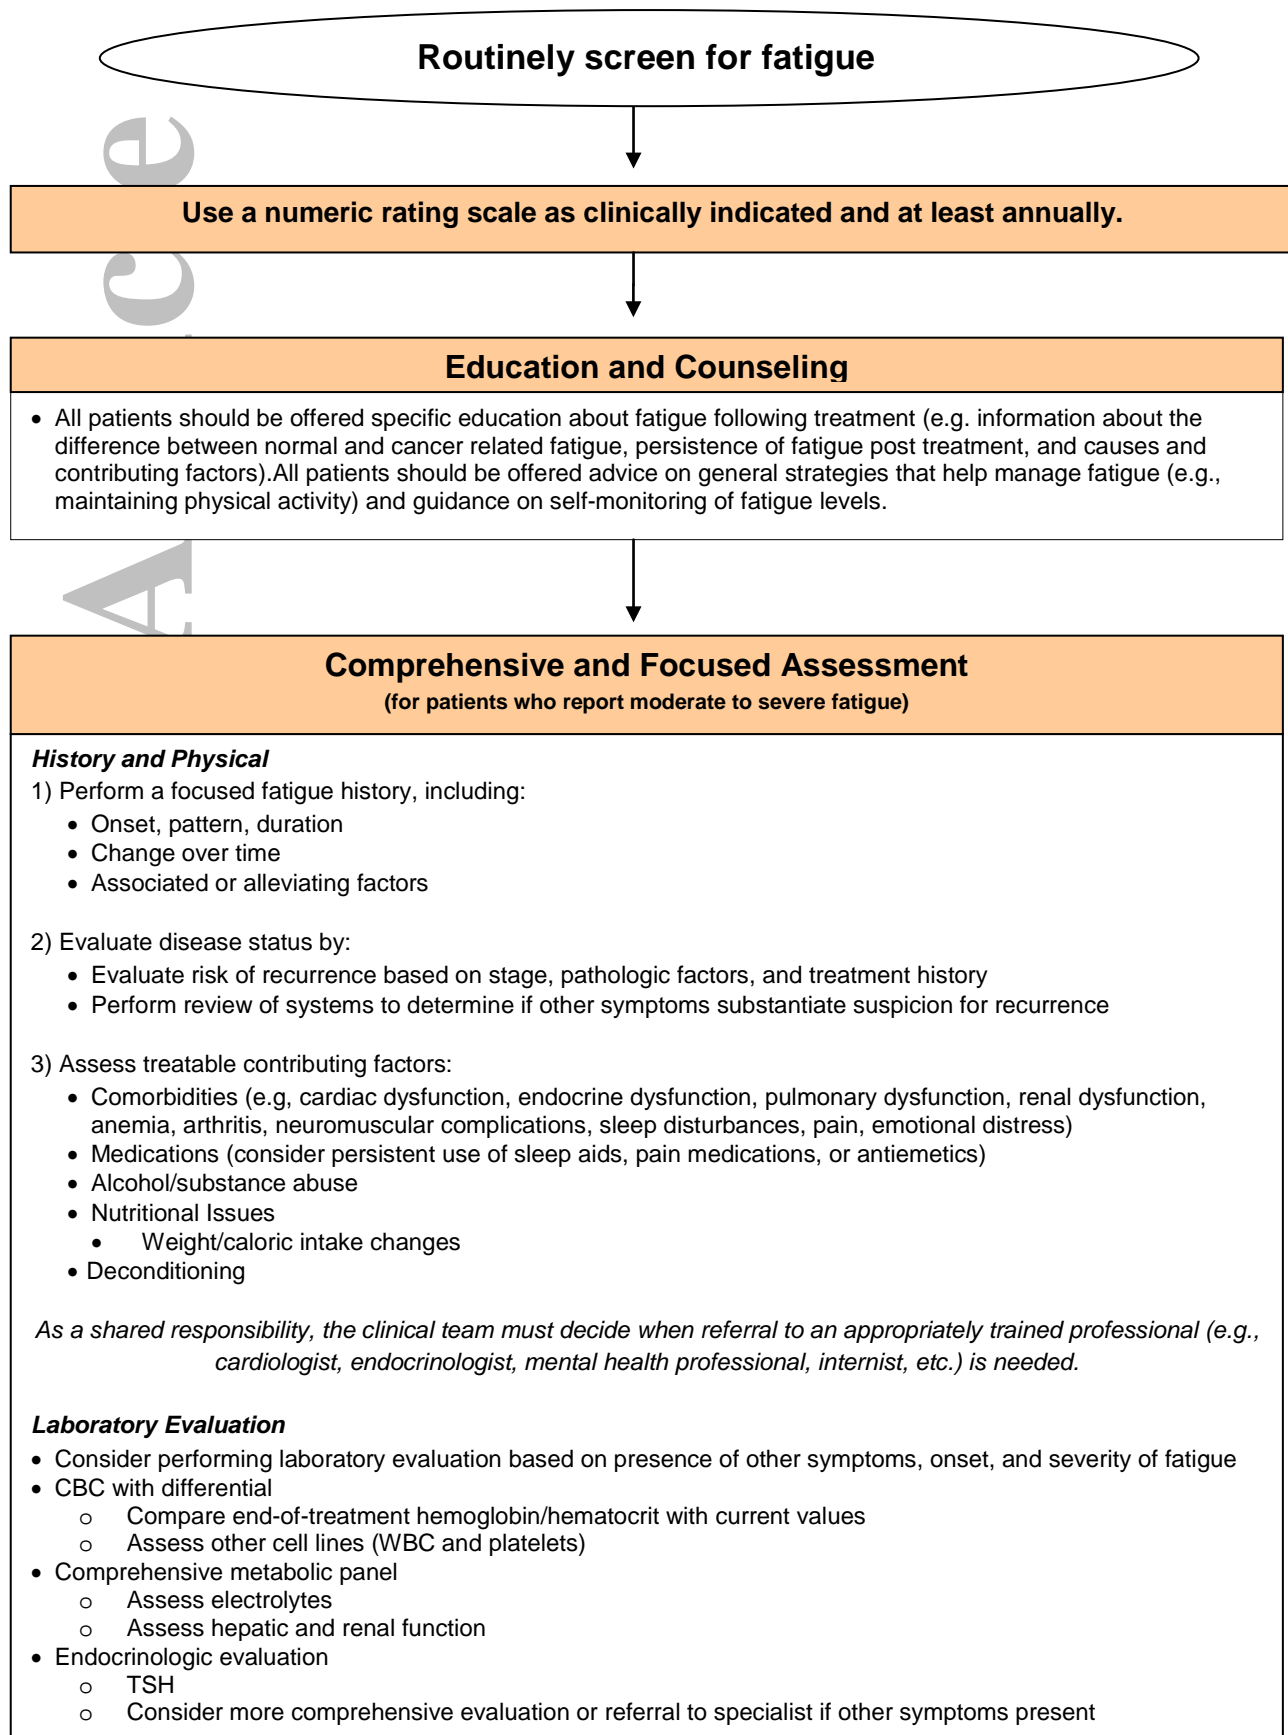 Routinely screen for fatigue
Use a numeric rating scale as clinically indicated and at least annually.
Education and Counseling
• All patients should be offered specific education about fatigue following treatment (e.g. information about the
difference between normal and cancer related fatigue, persistence of fatigue post treatment, and causes and
contributing factors).All patients should be offered advice on general strategies that help manage fatigue (e.g.,
maintaining physical activity) and guidance on self-monitoring of fatigue levels.
Comprehensive and Focused Assessment
(for patients who report moderate to severe fatigue)
History and Physical
1) Perform a focused fatigue history, including:
• Onset, pattern, duration
• Change over time
• Associated or alleviating factors
2) Evaluate disease status by:
• Evaluate risk of recurrence based on stage, pathologic factors, and treatment history
• Perform review of systems to determine if other symptoms substantiate suspicion for recurrence
3) Assess treatable contributing factors:
• Comorbidities (e.g, cardiac dysfunction, endocrine dysfunction, pulmonary dysfunction, renal dysfunction,
anemia, arthritis, neuromuscular complications, sleep disturbances, pain, emotional distress)
• Medications (consider persistent use of sleep aids, pain medications, or antiemetics)
• Alcohol/substance abuse
• Nutritional Issues
• Weight/caloric intake changes
• Deconditioning
As a shared responsibility, the clinical team must decide when referral to an appropriately trained professional (e.g.,
cardiologist, endocrinologist, mental health professional, internist, etc.) is needed.
Laboratory Evaluation
• Consider performing laboratory evaluation based on presence of other symptoms, onset, and severity of fatigue
• CBC with differential
o Compare end-of-treatment hemoglobin/hematocrit with current values
o Assess other cell lines (WBC and platelets)
• Comprehensive metabolic panel
o Assess electrolytes
o Assess hepatic and renal function
• Endocrinologic evaluation
o TSH
o Consider more comprehensive evaluation or referral to specialist if other symptoms present